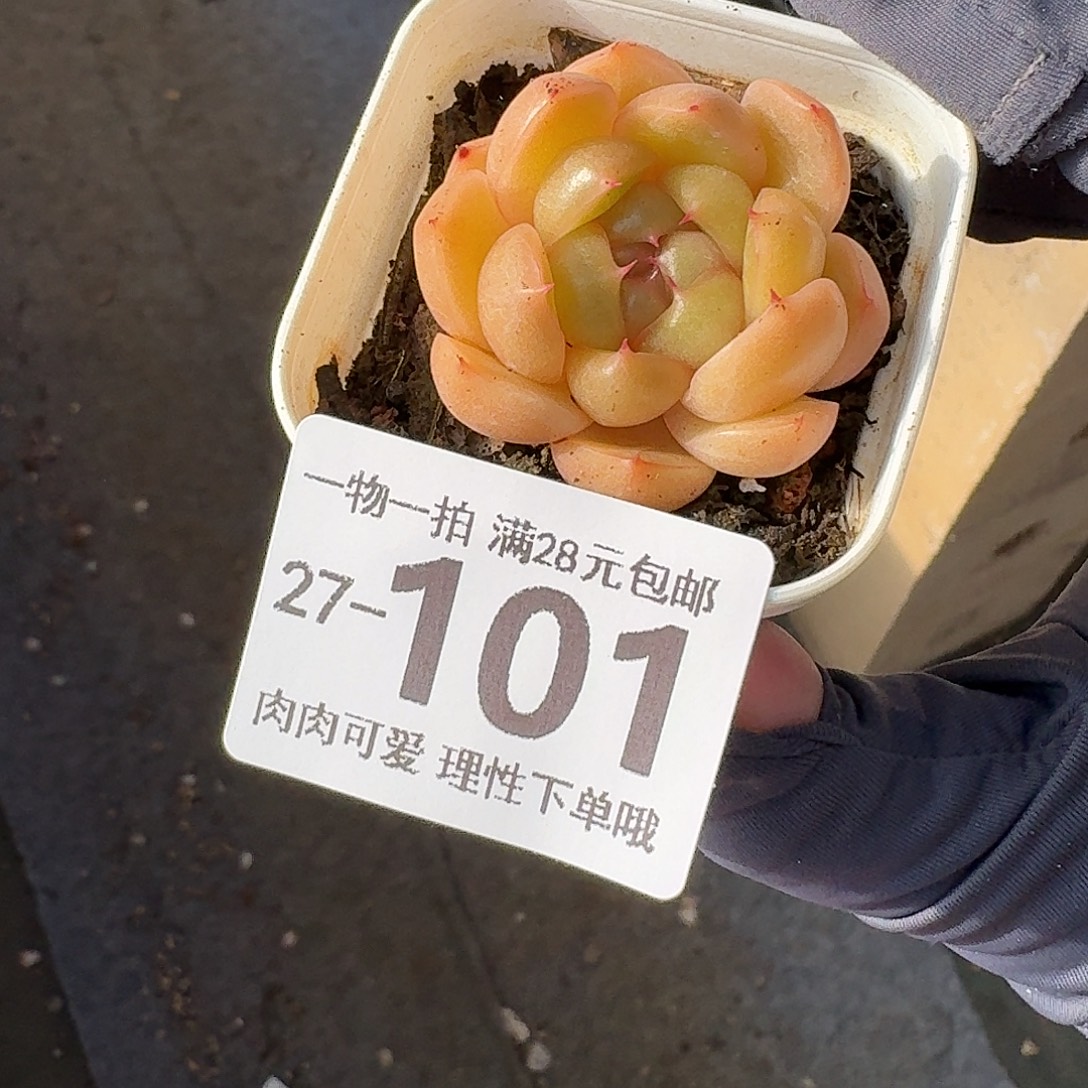 一物一拍 满28元包邮
27-101
肉肉可爱 理性下单哦